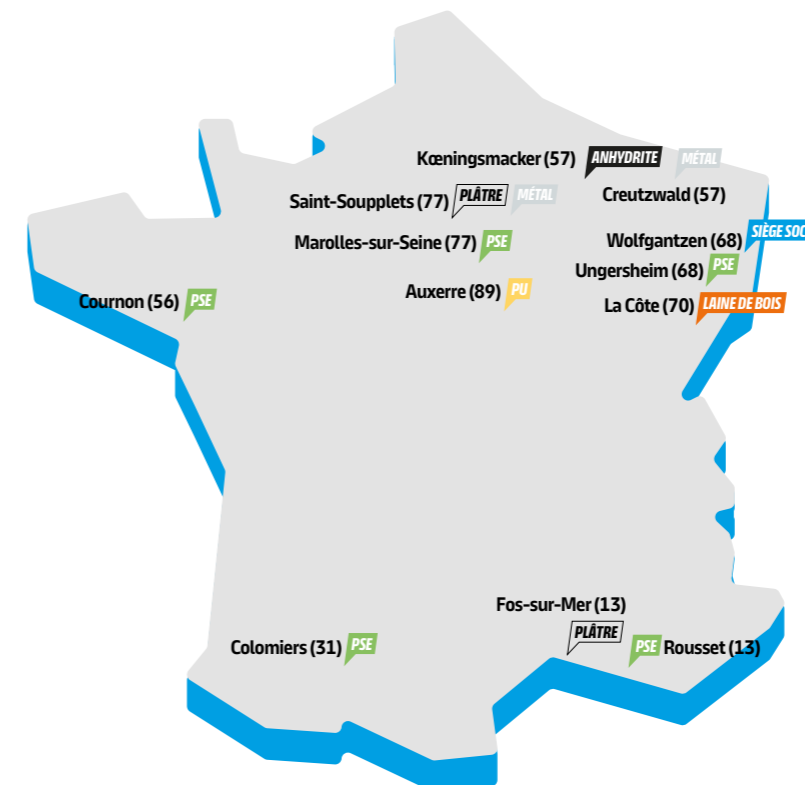 Kœningsmacker (57) ANHYDRITE MÉTAL
Creutzwald (57)
Saint-Soupplets (77) PLÂTRE MÉTAL
Marolles-sur-Seine (77) PSE
Wolfgantzen (68) SIÈGE SOC
Ungersheim (68) PSE
Auxerre (89) PU
Cournon (56) PSE
La Côte (70) LAINE DE BOIS
Fos-sur-Mer (13)
PLÂTRE
Colomiers (31) PSE
PSE Rousset (13)